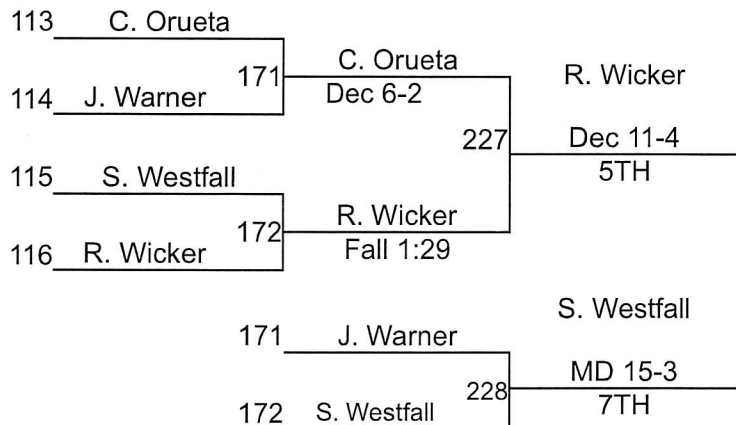 113 C. Orueta
171 C. Orueta
Dec 6-2
114 J. Warner
R. Wicker
227 Dec 11-4
5TH
115 S. Westfall
172 R. Wicker
Fall 1:29
116 R. Wicker
S. Westfall
171 J. Warner
228 MD 15-3
7TH
172 S. Westfall